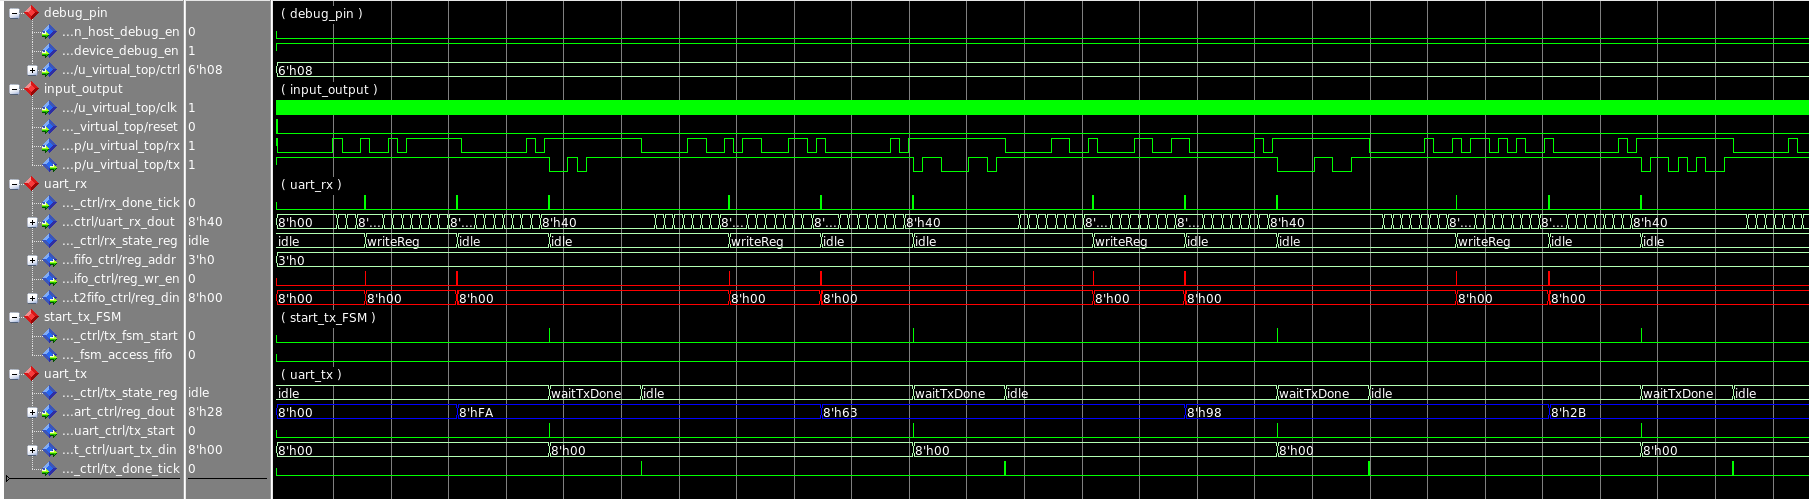 debug_pin ( debug_pin )
...n_host_debug_en 0
...device_debug_en 1
.../u_virtual_top/ctrl 6'h08 6'h08
input_output ( input_output )
.../u_virtual_top/clk 1
..._virtual_top/reset 0
...p/u_virtual_top/rx 1
...p/u_virtual_top/tx 1
uart_rx ( uart_rx )
..._ctrl/rx_done_tick 0
...ctrl/uart_rx_dout 8'h40 8'h00 8'... 8'... 8'h40 8'... 8'... 8'h40 8'... 8'... 8'h40 8'... 8'... 8'h40
..._ctrl/rx_state_reg idle idle writeReg idle idle writeReg idle idle writeReg idle idle writeReg idle idle
...fifo_ctrl/reg_addr 3'h0 3'h0
...ifo_ctrl/reg_wr_en 0
...t2fifo_ctrl/reg_din 8'h00 8'h00 8'h00 8'h00 8'h00 8'h00 8'h00 8'h00 8'h00 8'h00
start_tx_FSM ( start_tx_FSM )
..._ctrl/tx_fsm_start 0
..._fsm_access_fifo 0
uart_tx ( uart_tx )
..._ctrl/tx_state_reg idle idle waitTxDone idle waitTxDone idle waitTxDone idle waitTxDone idle
...art_ctrl/reg_dout 8'h28 8'h00 8'hFA 8'h63 8'h98 8'h2B
...uart_ctrl/tx_start 0
...t_ctrl/uart_tx_din 8'h00 8'h00 8'h00 8'h00 8'h00 8'h00
..._ctrl/tx_done_tick 0